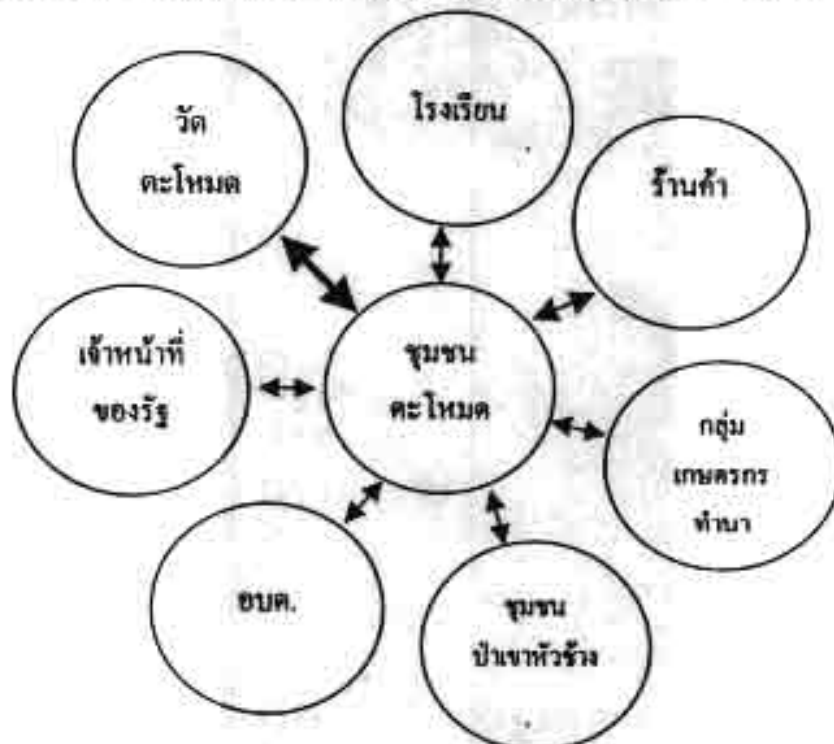 โรงเรียน
วัด
ตะโหมด
ร้านค้า
เจ้าหน้าที่
ของรัฐ
ชุมชน
ตะโหมด
กลุ่ม
เกษตรกร
ทำนา
อบต.
ชุมชน
ป่าเขาหัวช้าง